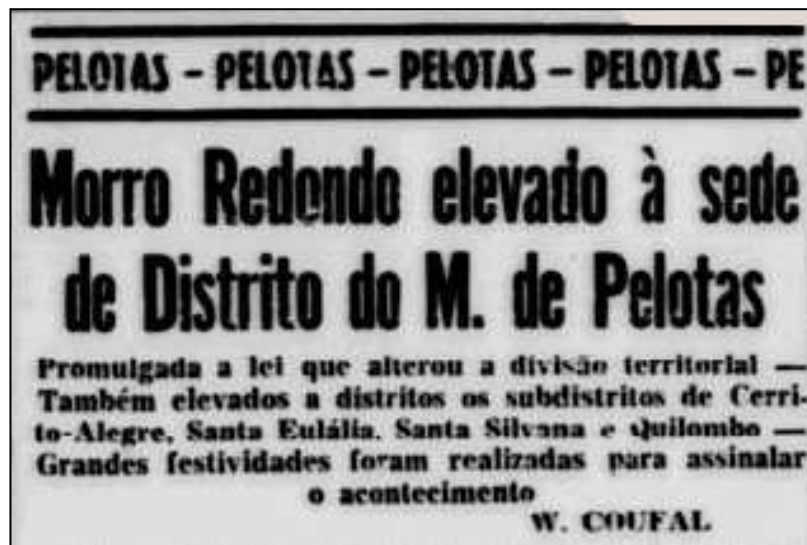 PELOTAS - PELOTAS - PELOTAS - PELOTAS - PE
Morro Redondo elevado à sede
de Distrito do M. de Pelotas
Promulgada a lei que alterou a divisão territorial —
Também elevados a distritos os subdistritos de Cerri-
to-Alegre, Santa Eulália, Santa Silvana e Quilombo —
Grandes festividades foram realizadas para assinalar
o acontecimento
W. COUFAL